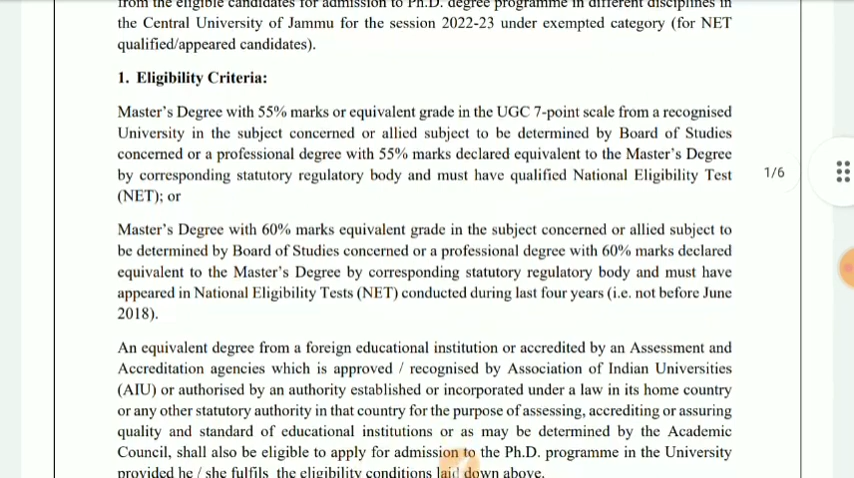 from the eligible candidates for admission to Ph.D. degree programme in different disciplines in
the Central University of Jammu for the session 2022-23 under exempted category (for NET
qualified/appeared candidates).
1. Eligibility Criteria:
Master's Degree with 55% marks or equivalent grade in the UGC 7-point scale from a recognised
University in the subject concerned or allied subject to be determined by Board of Studies
concerned or a professional degree with 55% marks declared equivalent to the Master's Degree
by corresponding statutory regulatory body and must have qualified National Eligibility Test
(NET); or
1/6
Master's Degree with 60% marks equivalent grade in the subject concerned or allied subject to
be determined by Board of Studies concerned or a professional degree with 60% marks declared
equivalent to the Master's Degree by corresponding statutory regulatory body and must have
appeared in National Eligibility Tests (NET) conducted during last four years (i.e. not before June
2018).
An equivalent degree from a foreign educational institution or accredited by an Assessment and
Accreditation agencies which is approved / recognised by Association of Indian Universities
(AIU) or authorised by an authority established or incorporated under a law in its home country
or any other statutory authority in that country for the purpose of assessing, accrediting or assuring
quality and standard of educational institutions or as may be determined by the Academic
Council, shall also be eligible to apply for admission to the Ph.D. programme in the University
provided he / she fulfils the eligibility conditions laid down above.